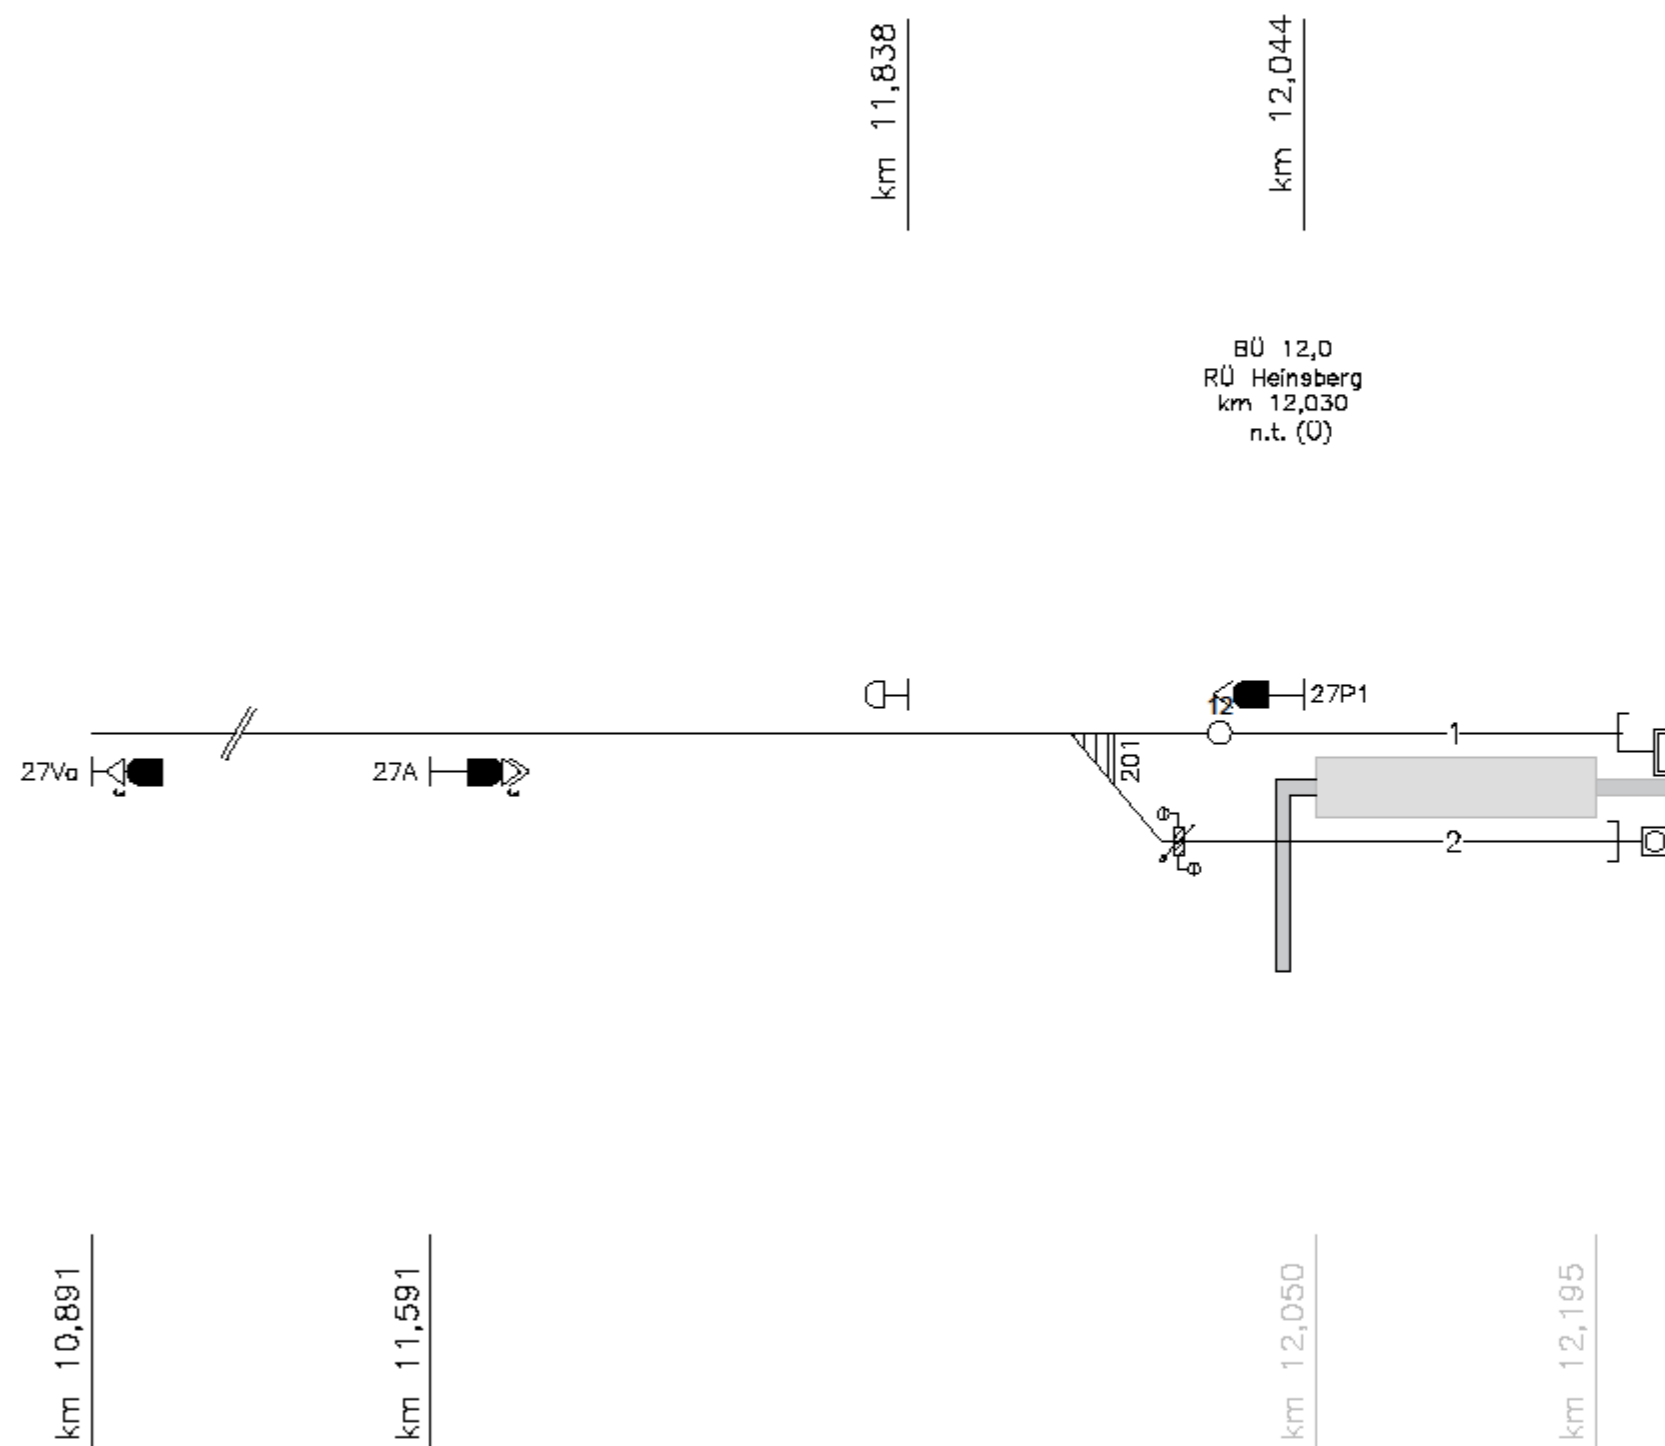 km 11,838
km 12,044
BÜ 12,0
RÜ Heinsberg
km 12,030
n.t. (Ü)
27P1
12
1
27Va
27A
201
2
km 10,891
km 11,591
km 12,050
km 12,195